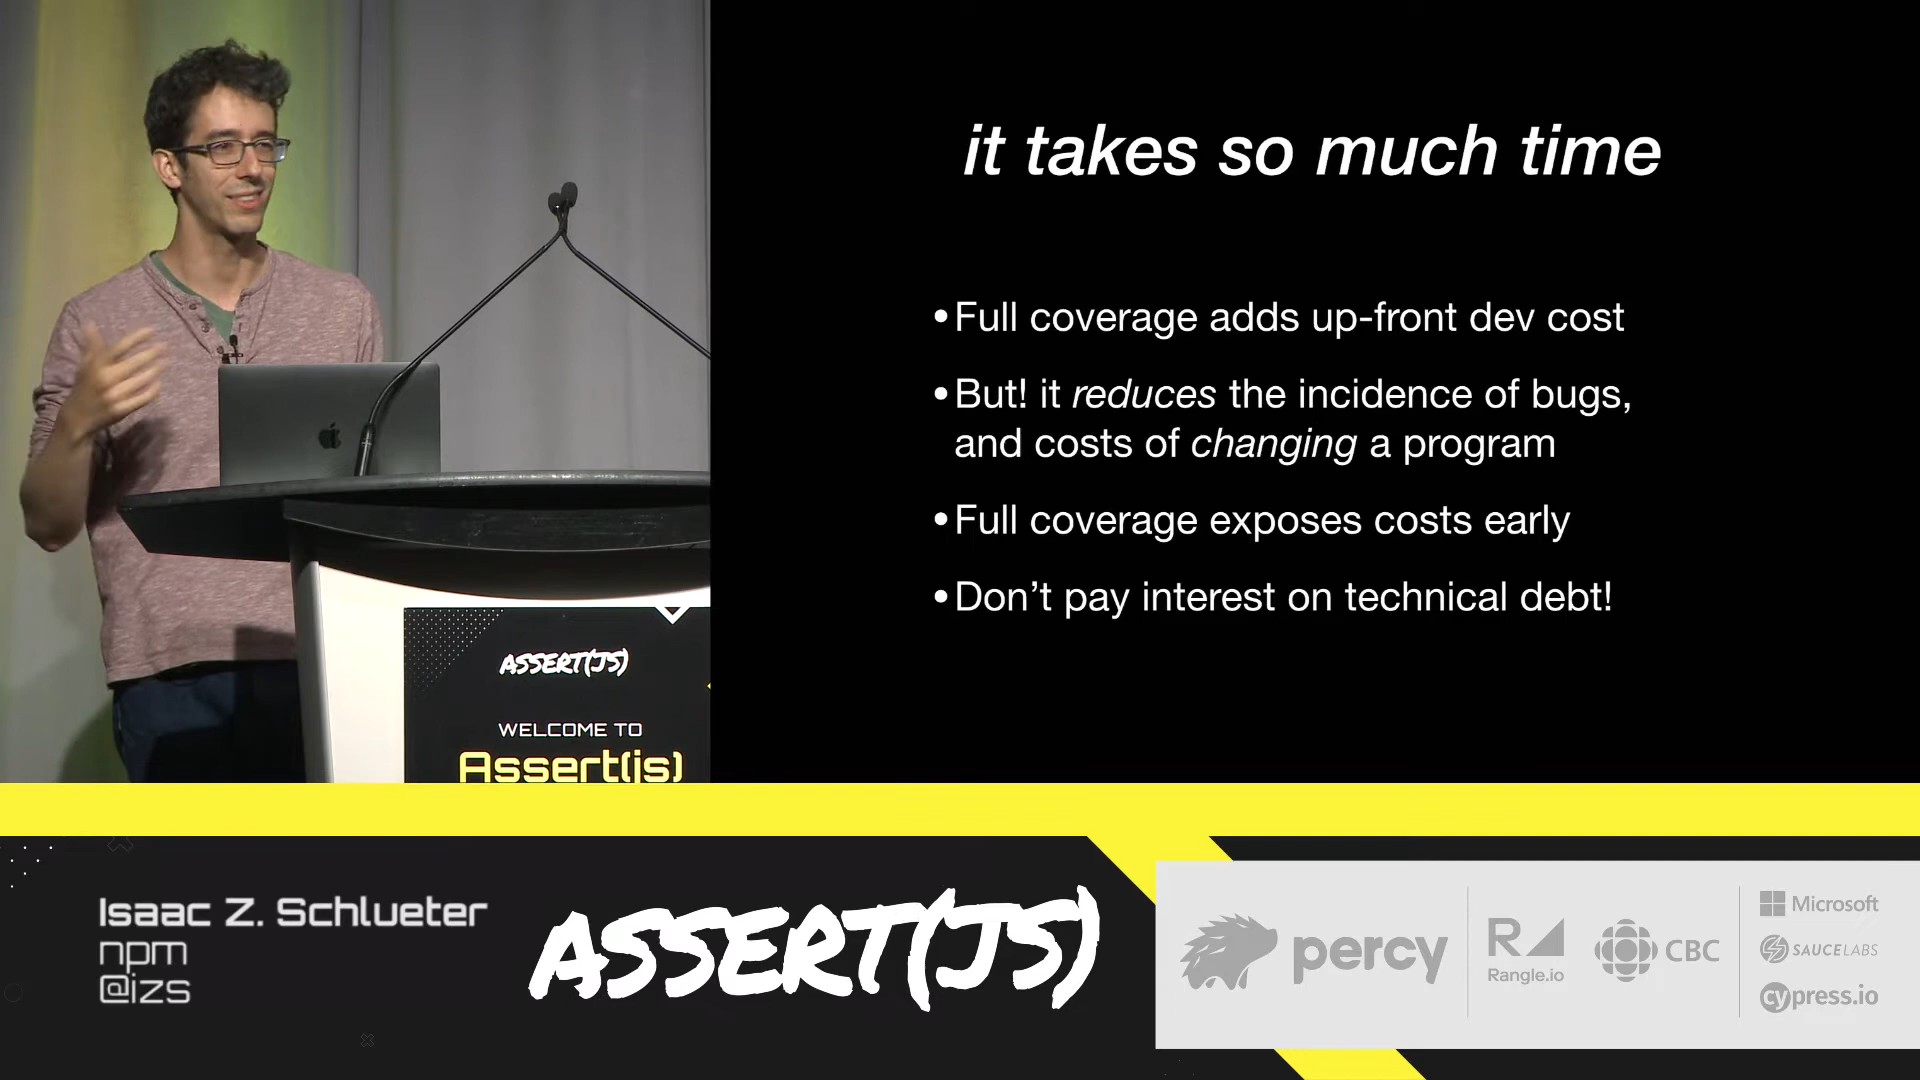 it takes so much time
•Full coverage adds up-front dev cost
•But! it reduces the incidence of bugs,
and costs of changing a program
•Full coverage exposes costs early
•Don’t pay interest on technical debt!
ASSERT(JS)
WELCOME TO
Assert(js)
Isaac Z. Schlueter
npm
@izs
ASSERT(JS)
percy
R
Rangle.io
CBC
Microsoft
SAUCELABS
cypress.io